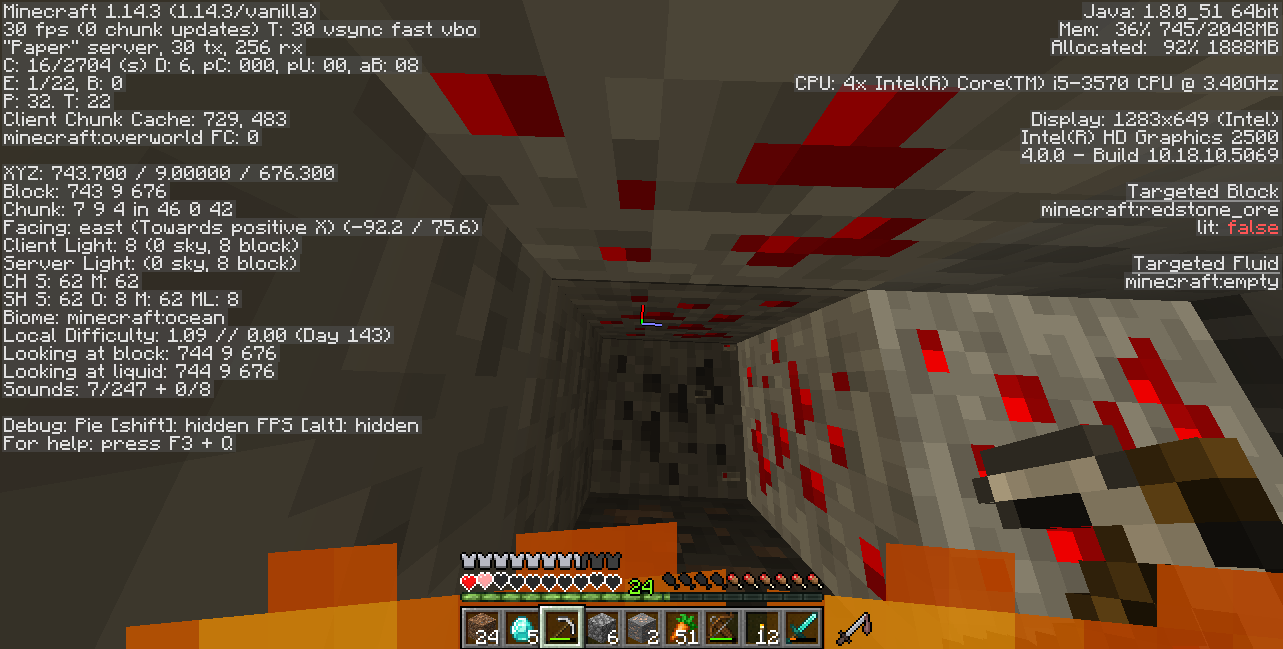 Minecraft 1.14.3 (1.14.3/vanilla)
30 fps (0 chunk updates) T: 30 vsync fast vbo
"Paper" server, 30 tx, 256 rx
C: 16/2704 (s) D: 6, pC: 000, pU: 00, aB: 08
E: 1/22, B: 0
P: 32. T: 22
Client Chunk Cache: 729, 483
minecraft:overworld FC: 0
XYZ: 743.700 / 9.00000 / 676.300
Block: 743 9 676
Chunk: 7 9 4 in 46 0 42
Facing: east (Towards positive X) (-92.2 / 75.6)
Client Light: 8 (0 sky, 8 block)
Server Light: (0 sky, 8 block)
CH S: 62 M: 62
SH S: 62 O: 8 M: 62 ML: 8
Biome: minecraft:ocean
Local Difficulty: 1.09 // 0.00 (Day 143)
Looking at block: 744 9 676
Looking at liquid: 744 9 676
Sounds: 7/247 + 0/8
Debug: Pie [shift]: hidden FPS [alt]: hidden
For help: press F3 + Q
Java: 1.8.0_51 64bit
Mem: 36% 745/2048MB
Allocated: 92% 1888MB
CPU: 4x Intel(R) Core(TM) i5-3570 CPU @ 3.40GHz
Display: 1283x649 (Intel)
Intel(R) HD Graphics 2500
4.0.0 - Build 10.18.10.5069
Targeted Block
minecraft:redstone_ore
lit: false
Targeted Fluid
minecraft:empty
24
24 5 6 2 51 12